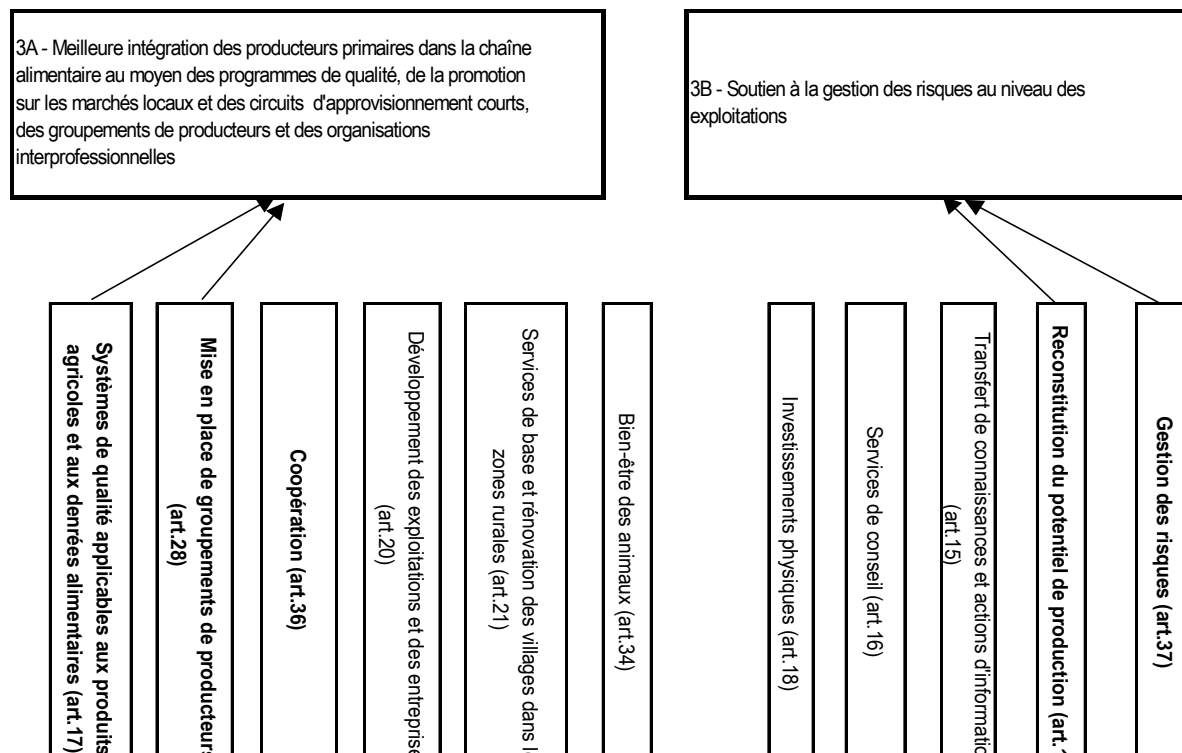 3A - Meilleure intégration des producteurs primaires dans la chaîne
alimentaire au moyen des programmes de qualité, de la promotion
sur les marchés locaux et des circuits d'approvisionnement courts,
des groupements de producteurs et des organisations
interprofessionnelles
3B - Soutien à la gestion des risques au niveau des
exploitations
Systèmes de qualité applicables aux produits
agricoles et aux denrées alimentaires (art.17)
Mise en place de groupements de producteurs
(art.28)
Coopération (art.36)
Développement des exploitations et des entreprise
(art.20)
Services de base et rénovation des villages dans
zones rurales (art.21)
Bien-être des animaux (art.34)
Investissements physiques (art.18)
Services de conseil (art.16)
Transfert de connaissances et actions d'informatio
(art.15)
Reconstitution du potentiel de production (art.
Gestion des risques (art.37)